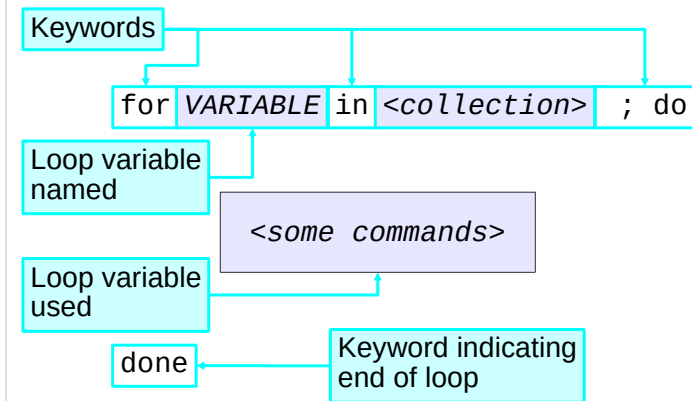 Keywords
for VARIABLE in <collection> ; do
Loop variable
named
<some commands>
Loop variable
used
done
Keyword indicating
end of loop